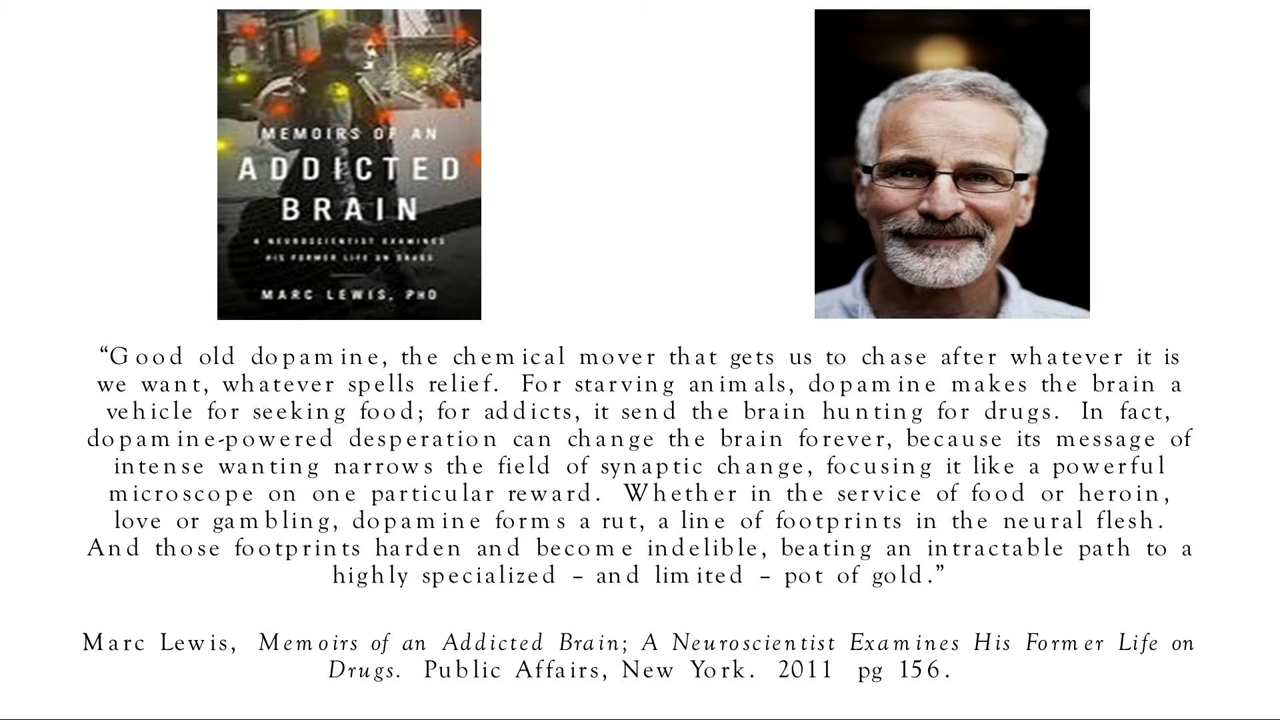 MEMOIRS OF AN
ADDICTED
BRAIN
A NEUROSCIENTIST EXAMINES
HIS FORMER LIFE ON DRUGS
MARC LEWIS, PHD
“Good old dopamine, the chemical mover that gets us to chase after whatever it is
we want, whatever spells relief. For starving animals, dopamine makes the brain a
vehicle for seeking food; for addicts, it send the brain hunting for drugs. In fact,
dopamine-powered desperation can change the brain forever, because its message of
intense wanting narrows the field of synaptic change, focusing it like a powerful
microscope on one particular reward. Whether in the service of food or heroin,
love or gambling, dopamine forms a rut, a line of footprints in the neural flesh.
And those footprints harden and become indelible, beating an intractable path to a
highly specialized – and limited – pot of gold.”
Marc Lewis, Memoirs of an Addicted Brain; A Neuroscientist Examines His Former Life on
Drugs. Public Affairs, New York. 2011 pg 156.